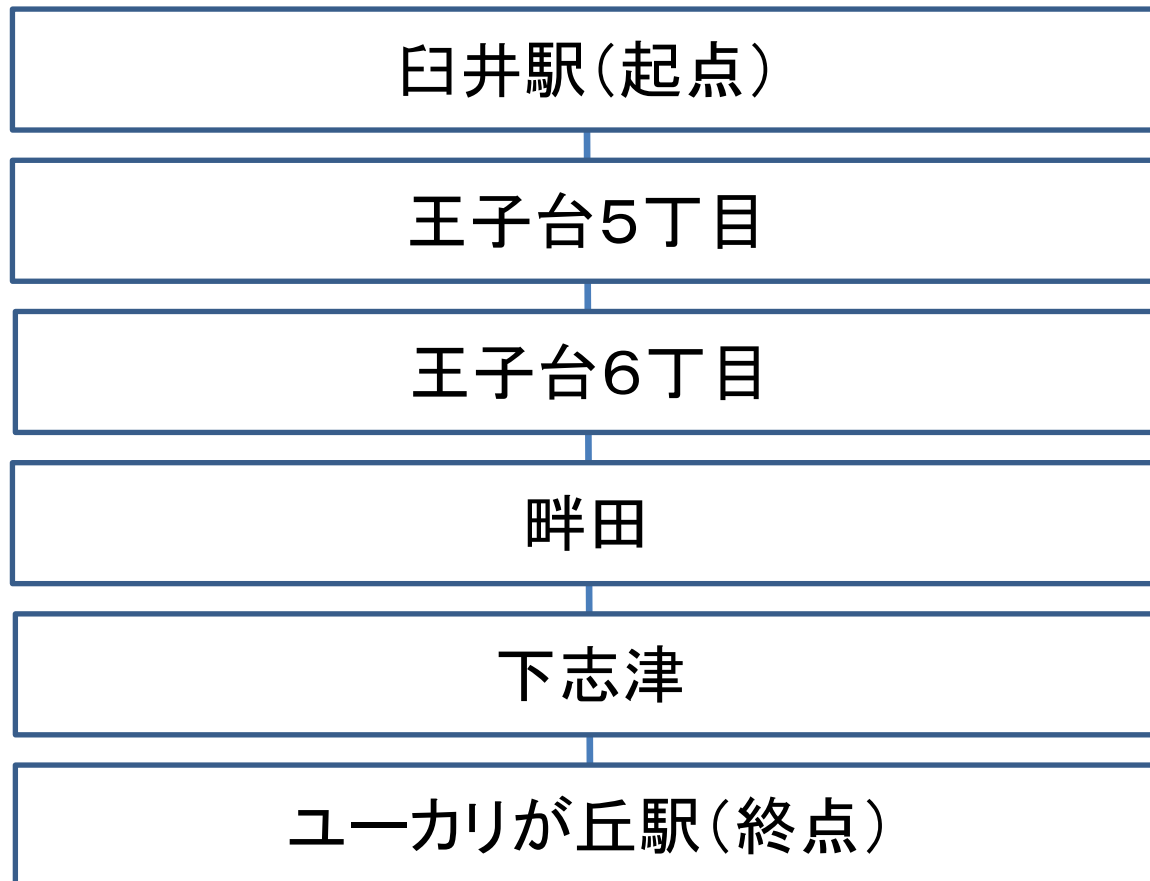 臼井駅（起点）
王子台５丁目
王子台６丁目
畔田
下志津
ユーカリが丘駅（終点）